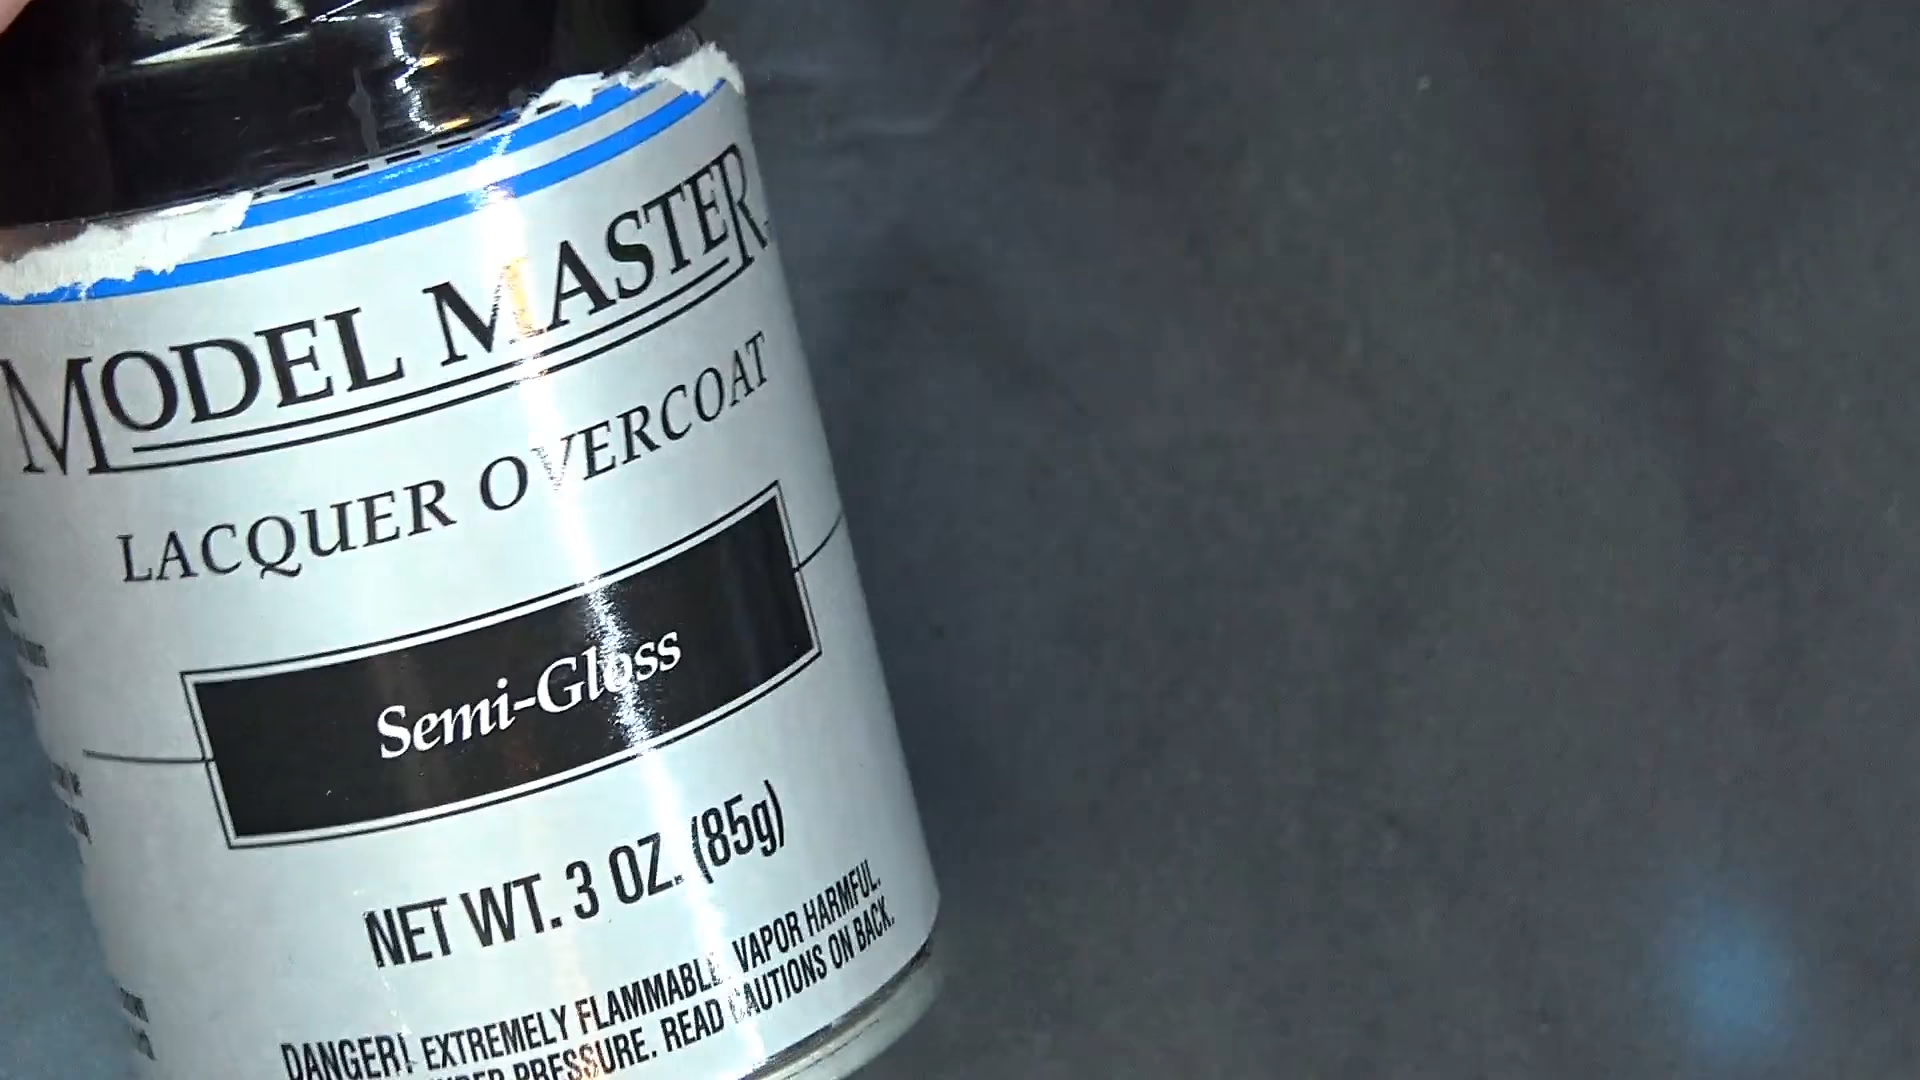 MODEL MASTER
LACQUER OVERCOAT
Semi-Gloss
NET WT. 3 OZ. (85g)
DANGER! EXTREMELY FLAMMABLE. VAPOR HARMFUL.
PRESSURE. READ CAUTIONS ON BACK.